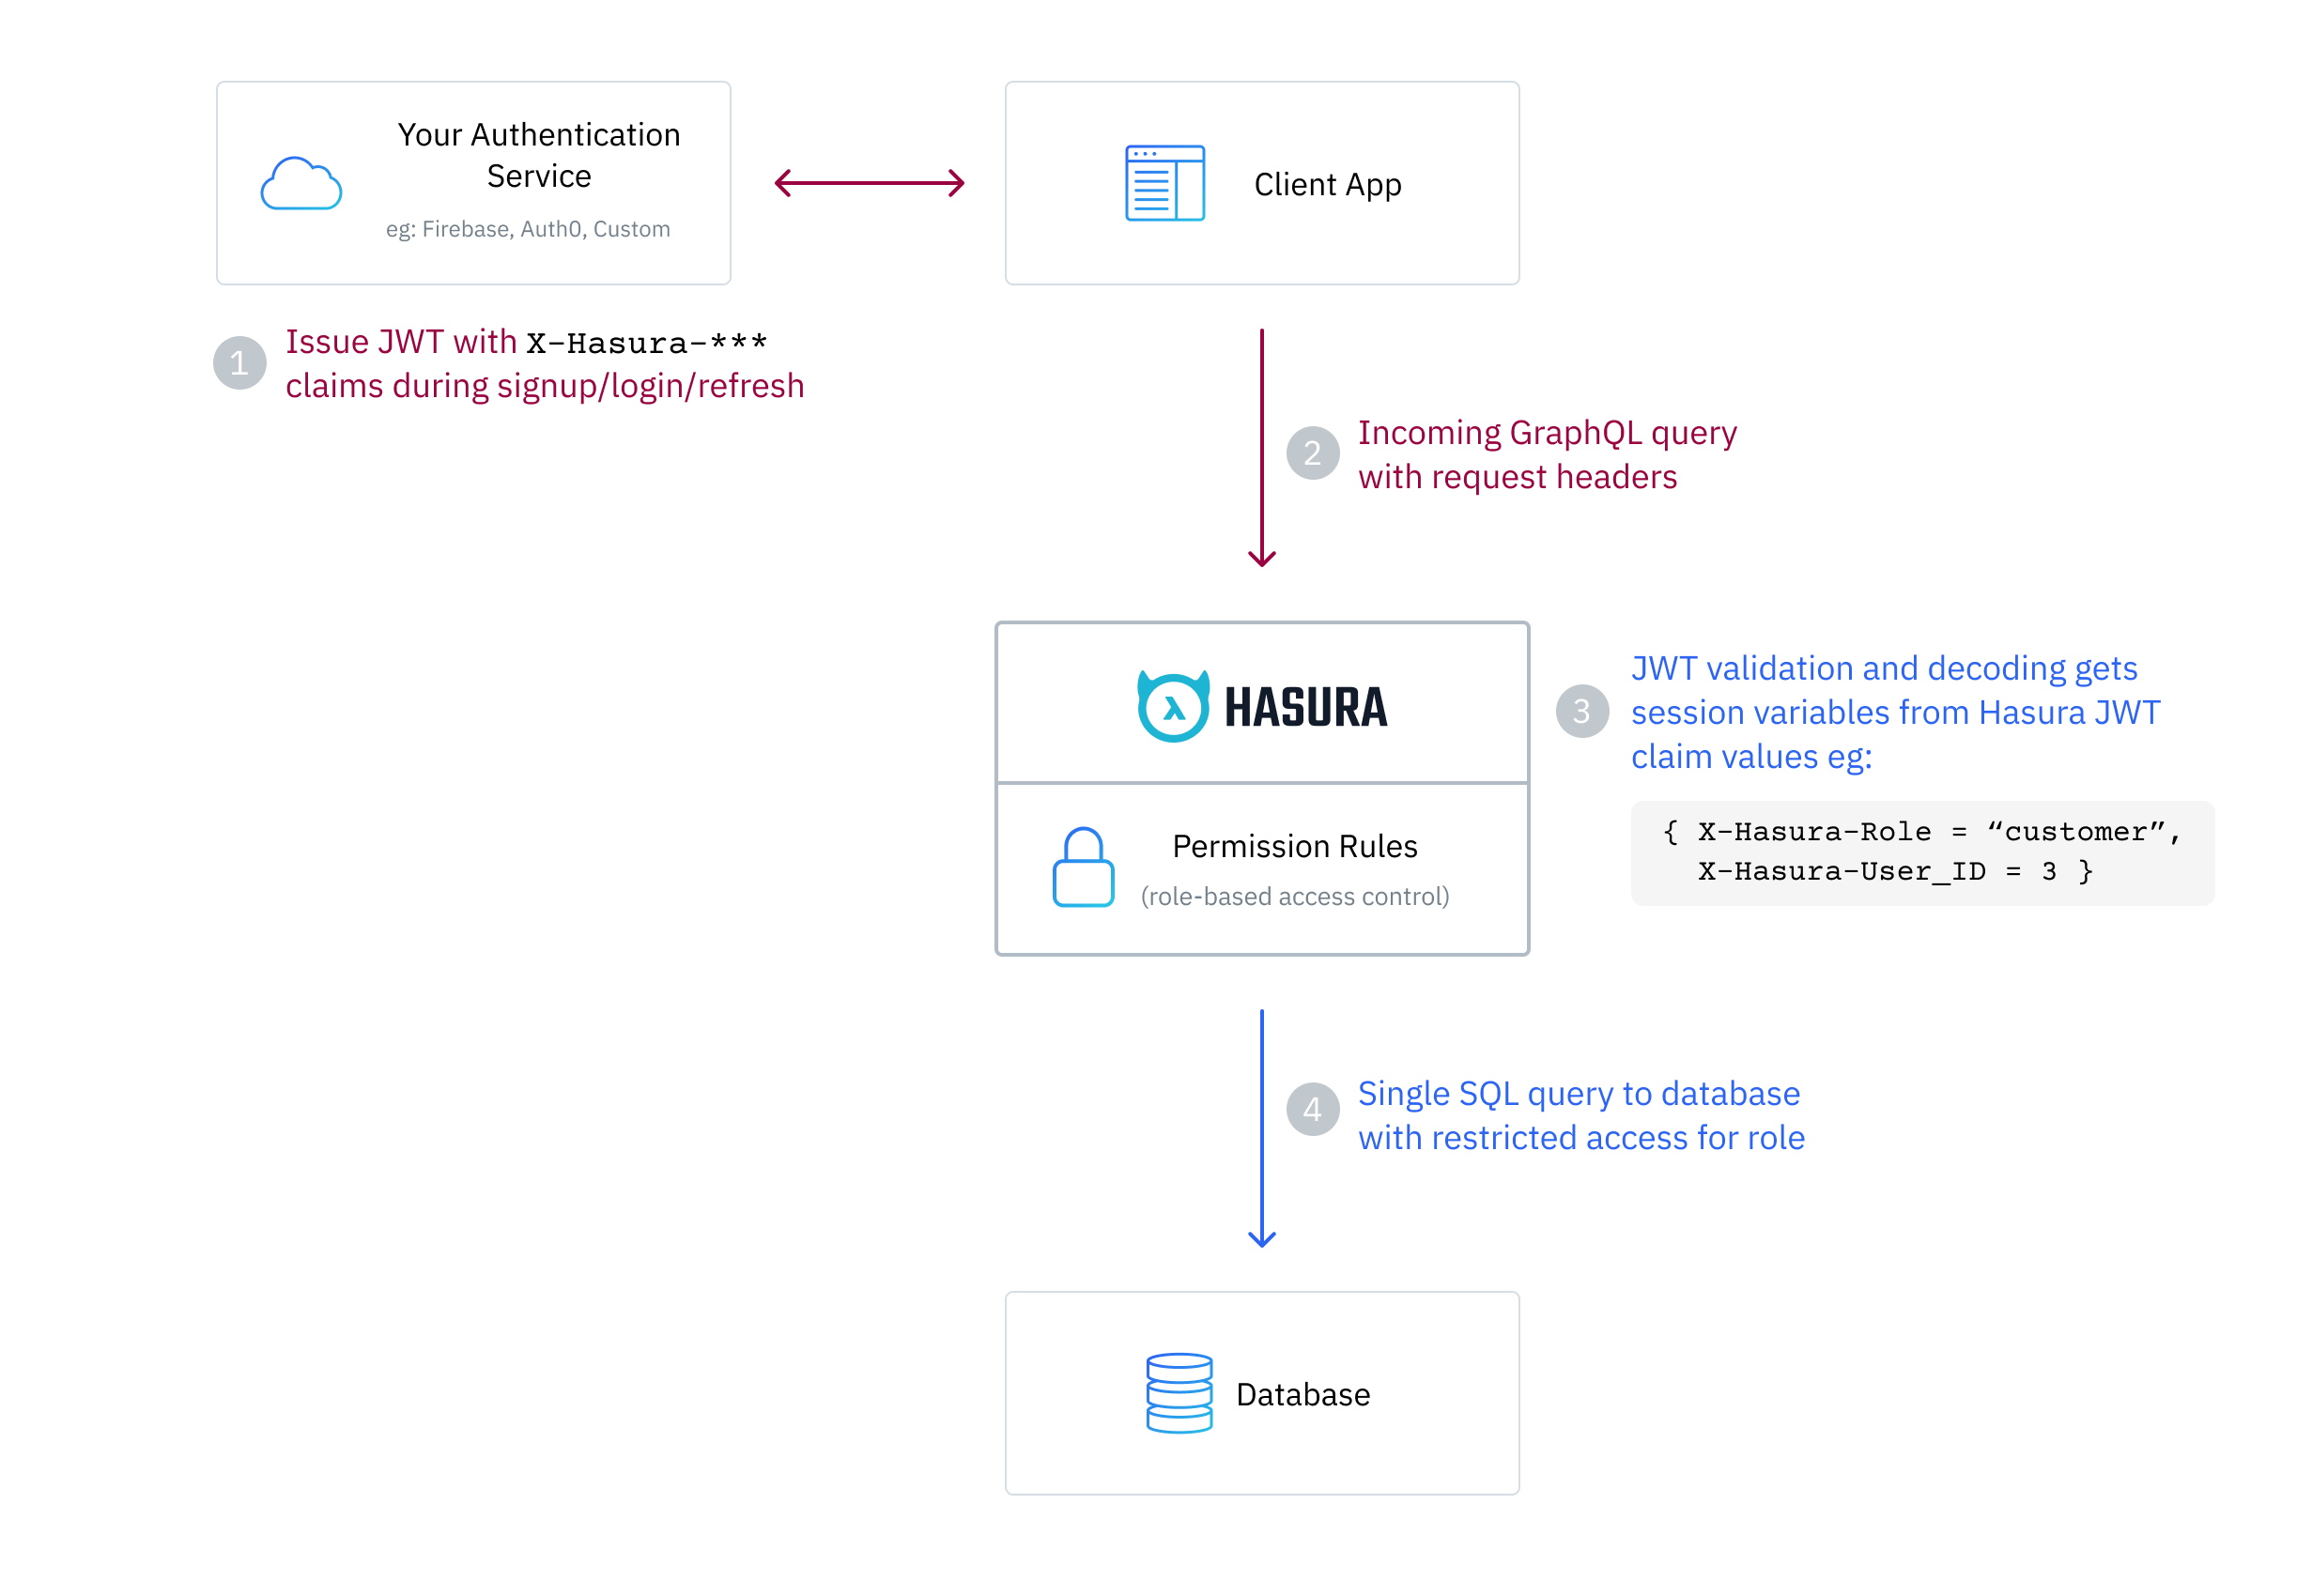 Your Authentication
Service
eg: Firebase, Auth0, Custom
Client App
1
Issue JWT with X-Hasura-***
claims during signup/login/refresh
2
Incoming GraphQL query
with request headers
HASURA
Permission Rules
(role-based access control)
3
JWT validation and decoding gets
session variables from Hasura JWT
claim values eg:
{ X-Hasura-Role = “customer”,
X-Hasura-User_ID = 3 }
4
Single SQL query to database
with restricted access for role
Database